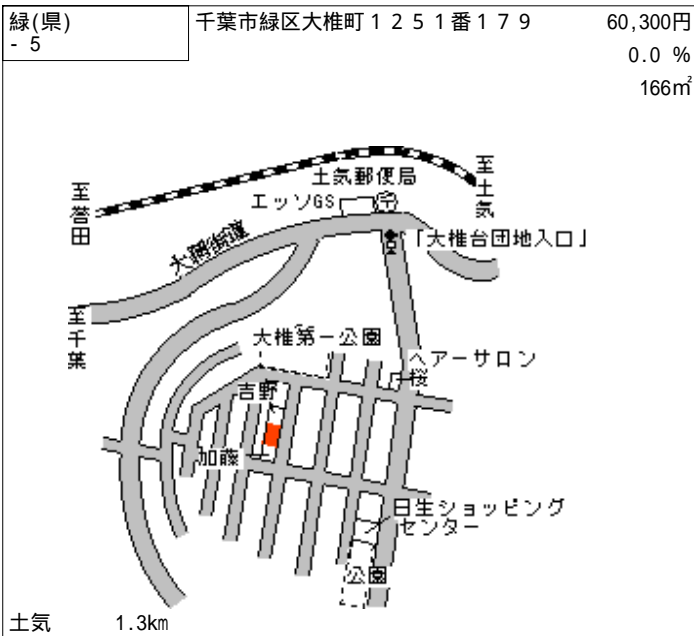 緑(県)
- 5
千葉市緑区大椎町１２５１番１７９
60,300円
0.0 %
166㎡
至土気
土気郵便局
エッソGS
至誉田
「大椎台団地入口」
大網街道
至千葉
大椎第一公園
ヘアーサロン
桜
吉野
加藤
日生ショッピング
センター
公園
土気 1.3km